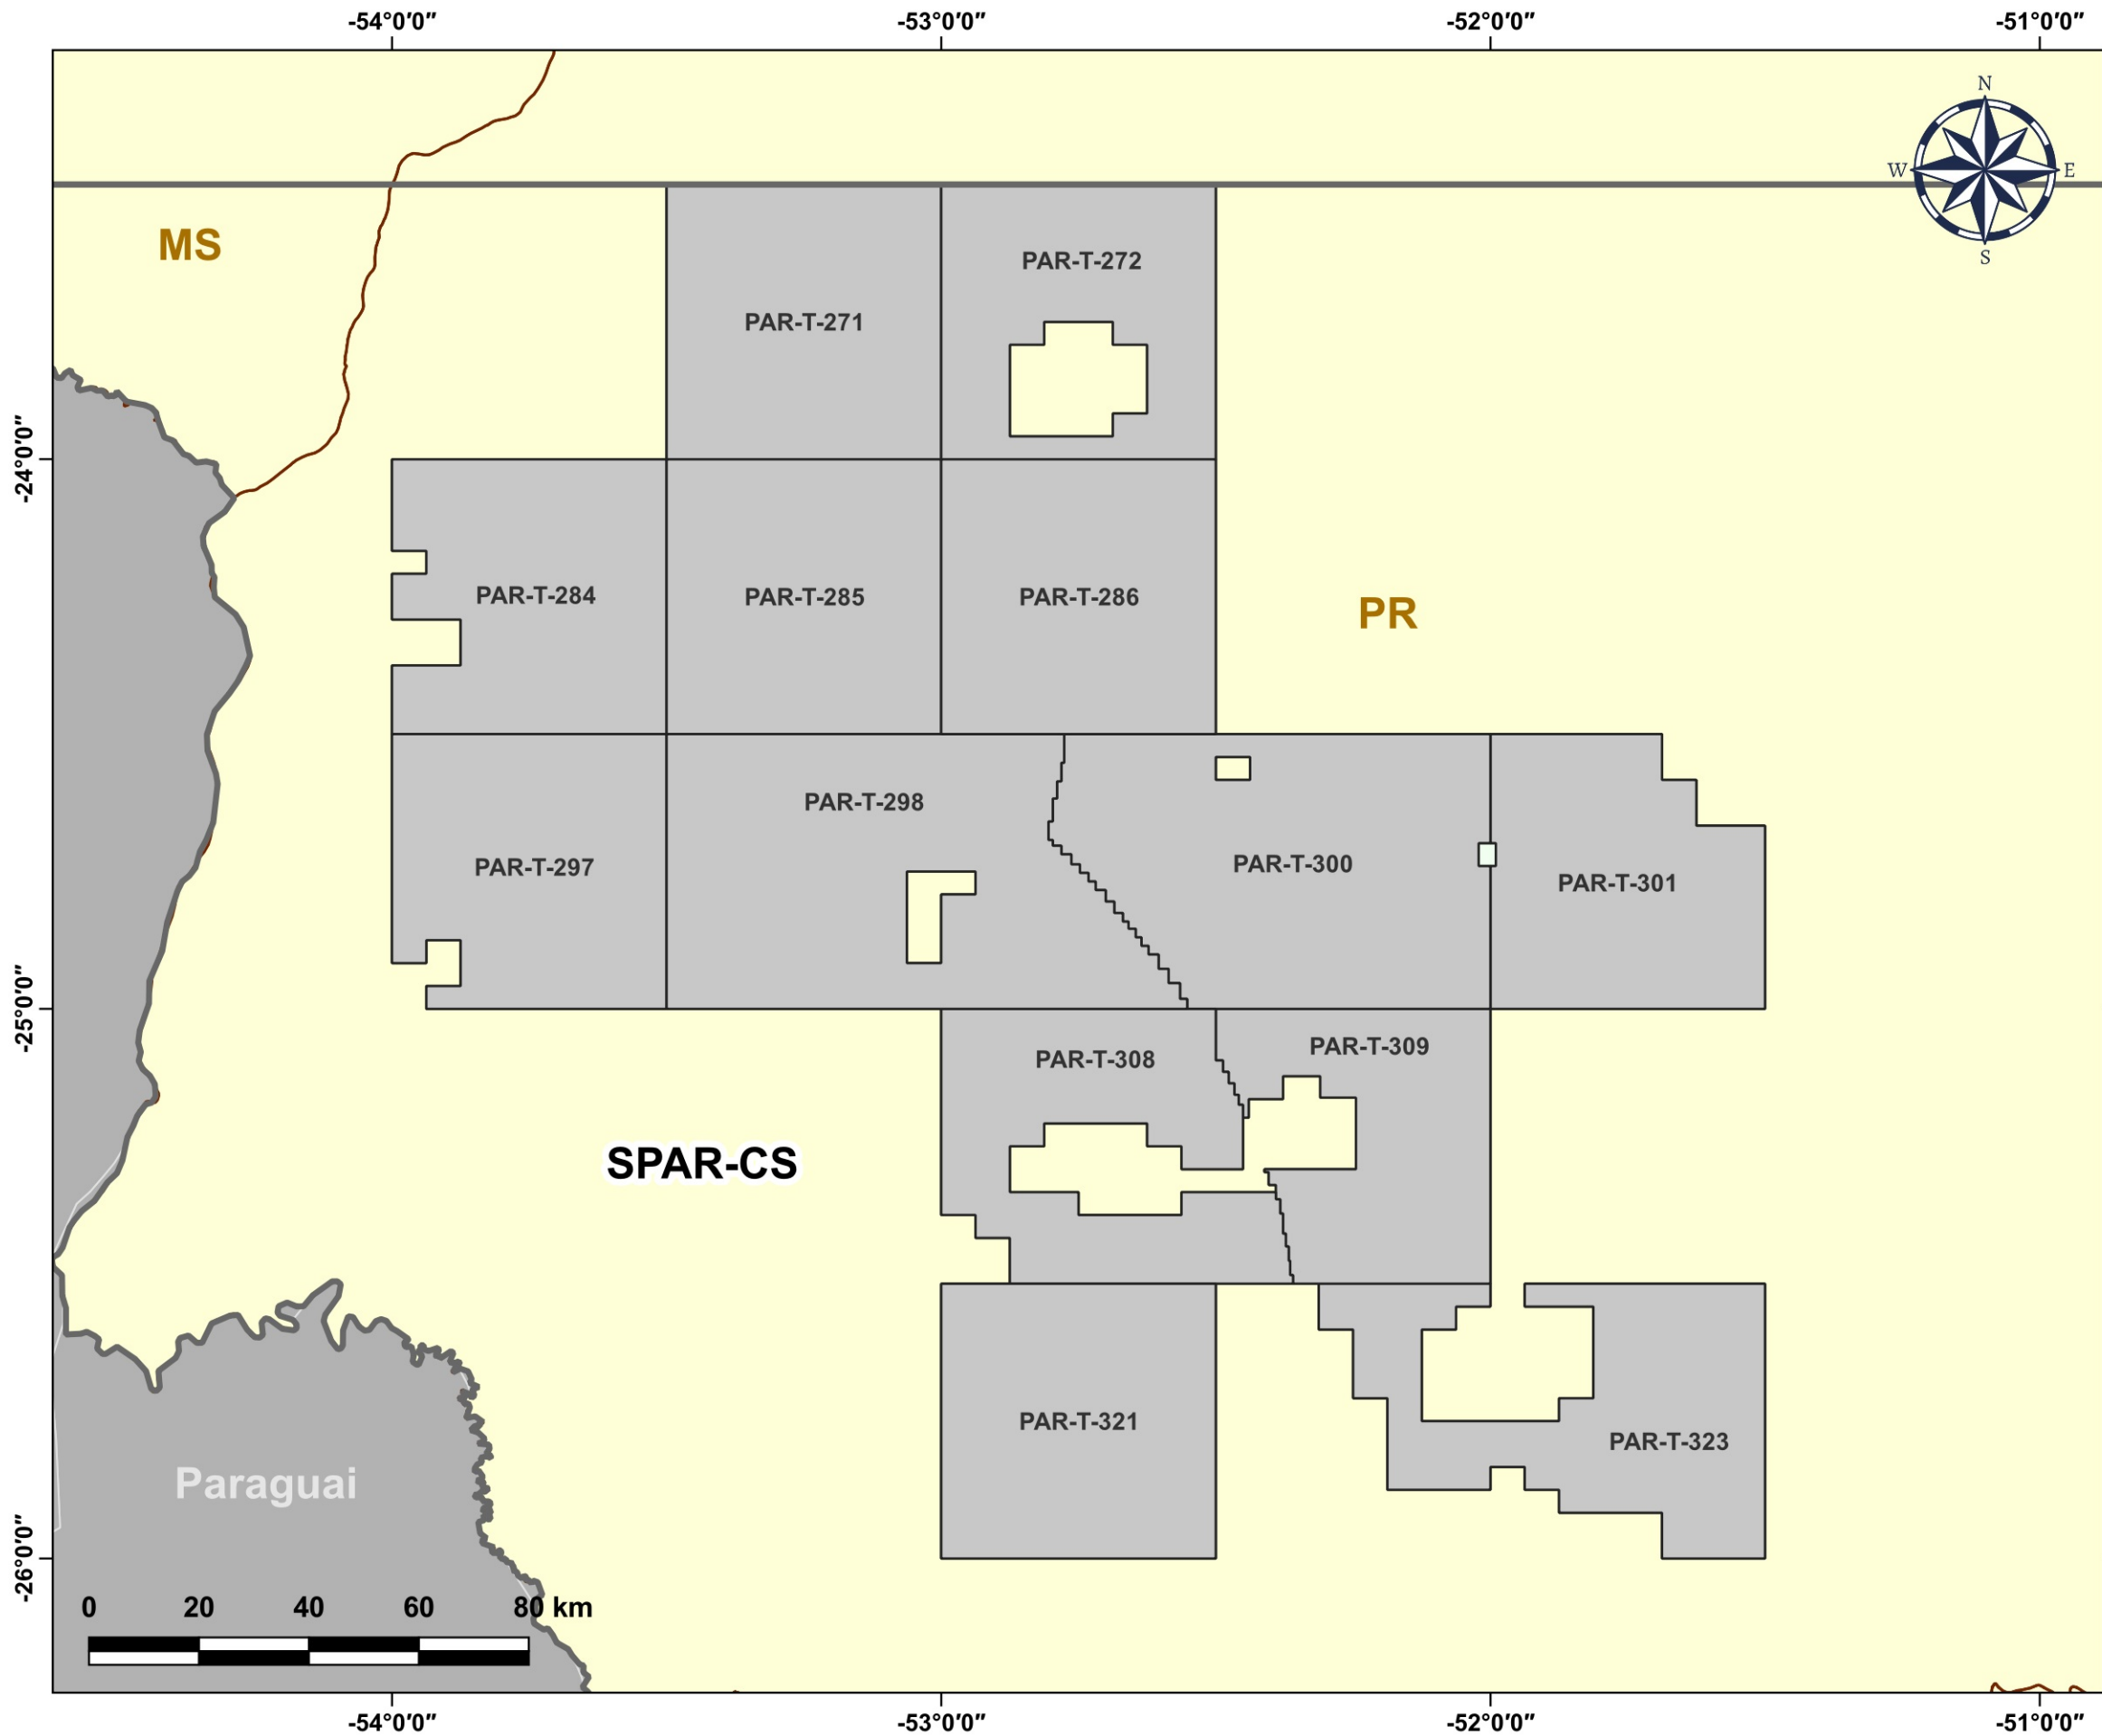 -54°0'0" -53°0'0" -52°0'0" -51°0'0"
N
W E
S
MS
PAR-T-272
PAR-T-271
-24°0'0"
PAR-T-284 PAR-T-285 PAR-T-286
PR
PAR-T-298
PAR-T-297 PAR-T-300
PAR-T-301
-25°0'0"
PAR-T-308 PAR-T-309
SPAR-CS
PAR-T-321
PAR-T-323
Paraguai
-26°0'0"
0 20 40 60 80 km
-54°0'0" -53°0'0" -52°0'0" -51°0'0"